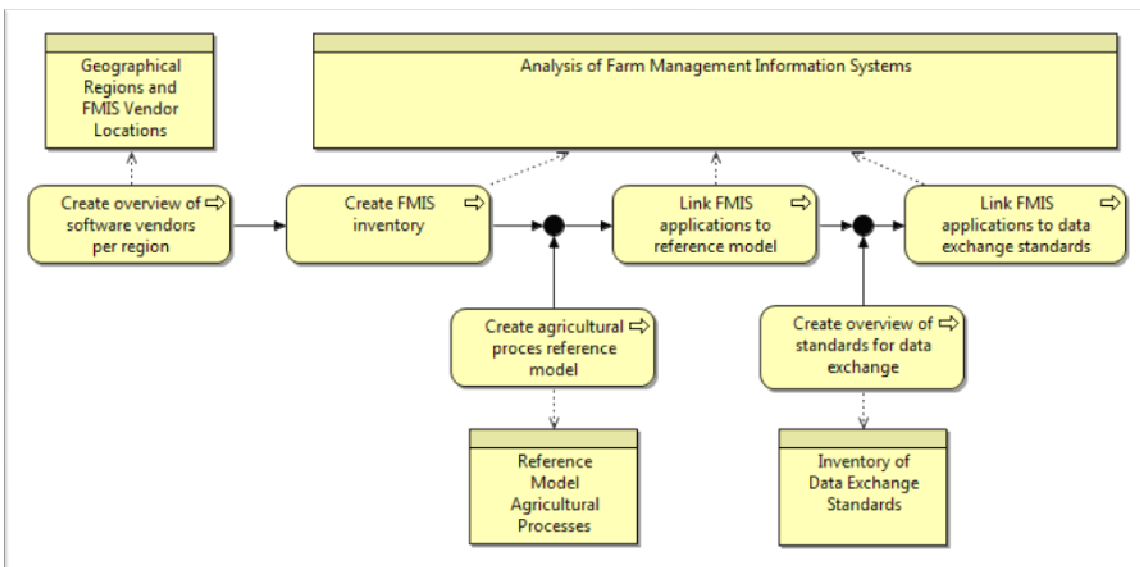 Geographical
Regions and
FMIS Vendor
Locations
Analysis of Farm Management Information Systems
Create overview of
software vendors
per region
Create FMIS
inventory
Link FMIS
applications to
reference model
Link FMIS
applications to data
exchange standards
Create agricultural
proces reference
model
Create overview of
standards for data
exchange
Reference
Model
Agricultural
Processes
Inventory of
Data Exchange
Standards